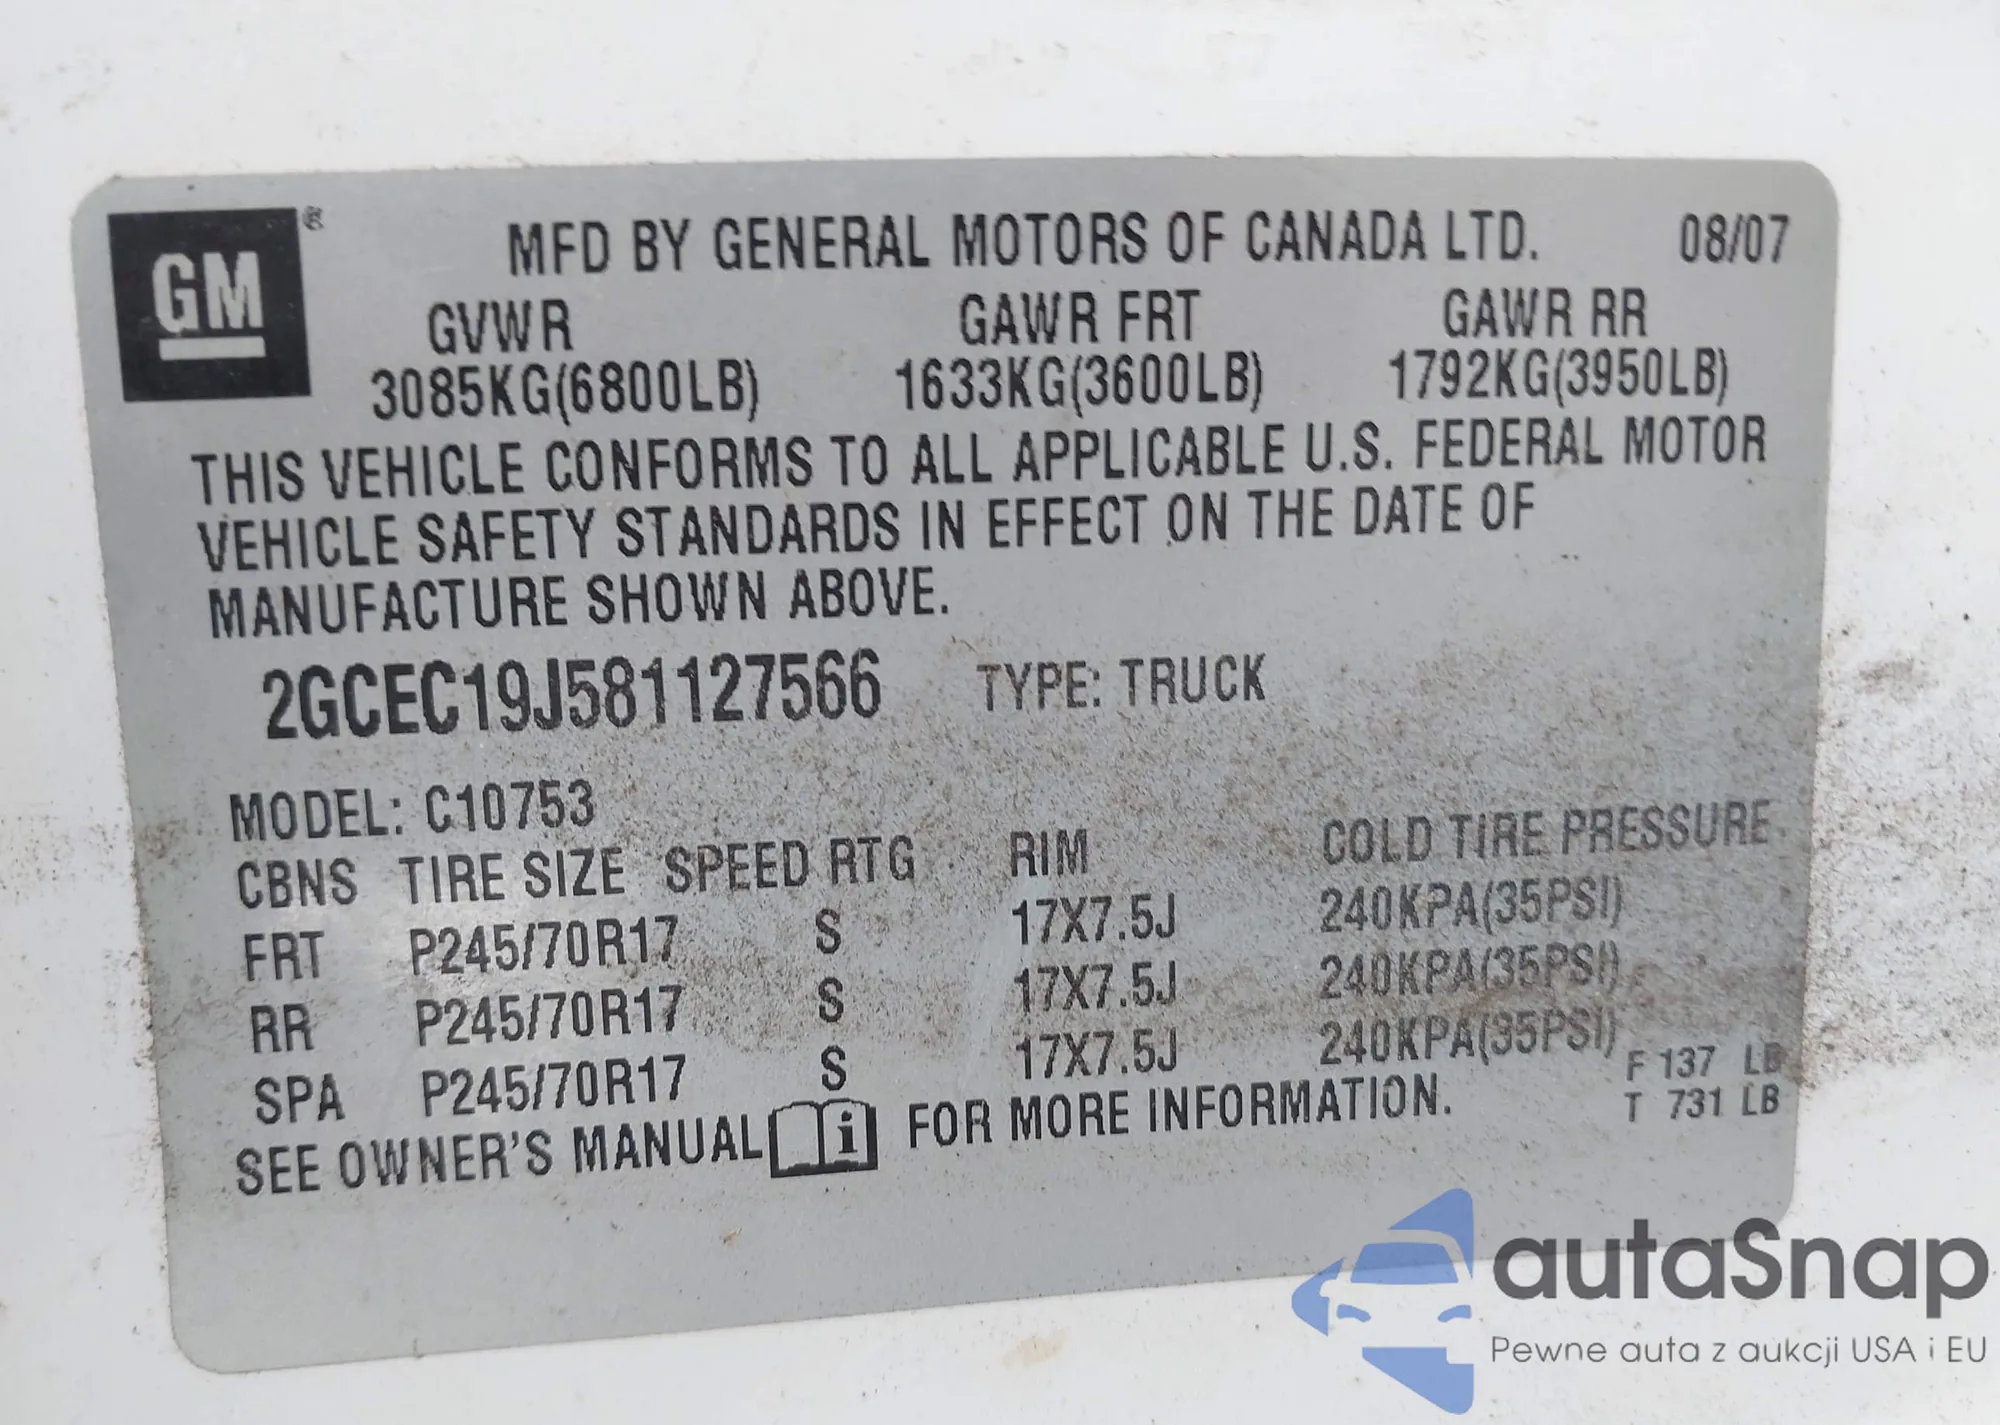 GM ®
MFD BY GENERAL MOTORS OF CANADA LTD. 08/07
GVWR GAWR FRT GAWR RR
3085KG(6800LB) 1633KG(3600LB) 1792KG(3950LB)
THIS VEHICLE CONFORMS TO ALL APPLICABLE U.S. FEDERAL MOTOR
VEHICLE SAFETY STANDARDS IN EFFECT ON THE DATE OF
MANUFACTURE SHOWN ABOVE.
2GCEC19J581127566 TYPE: TRUCK
MODEL: C10753
CBNS TIRE SIZE SPEED RTG RIM COLD TIRE PRESSURE
FRT P245/70R17 S 17X7.5J 240KPA(35PSI)
RR P245/70R17 S 17X7.5J 240KPA(35PSI)
SPA P245/70R17 S 17X7.5J 240KPA(35PSI)
F 137 LB
T 731 LB
SEE OWNER'S MANUAL i FOR MORE INFORMATION.
autaSnap
Pewne auta z aukcji USA i EU